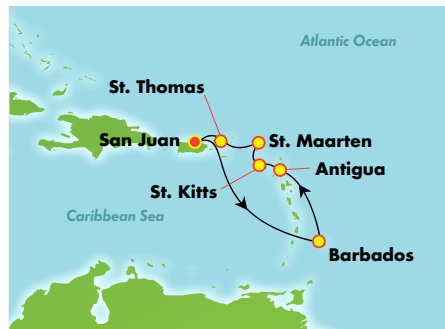 Atlantic Ocean
St. Thomas
San Juan
St. Maarten
Antigua
St. Kitts
Caribbean Sea
Barbados